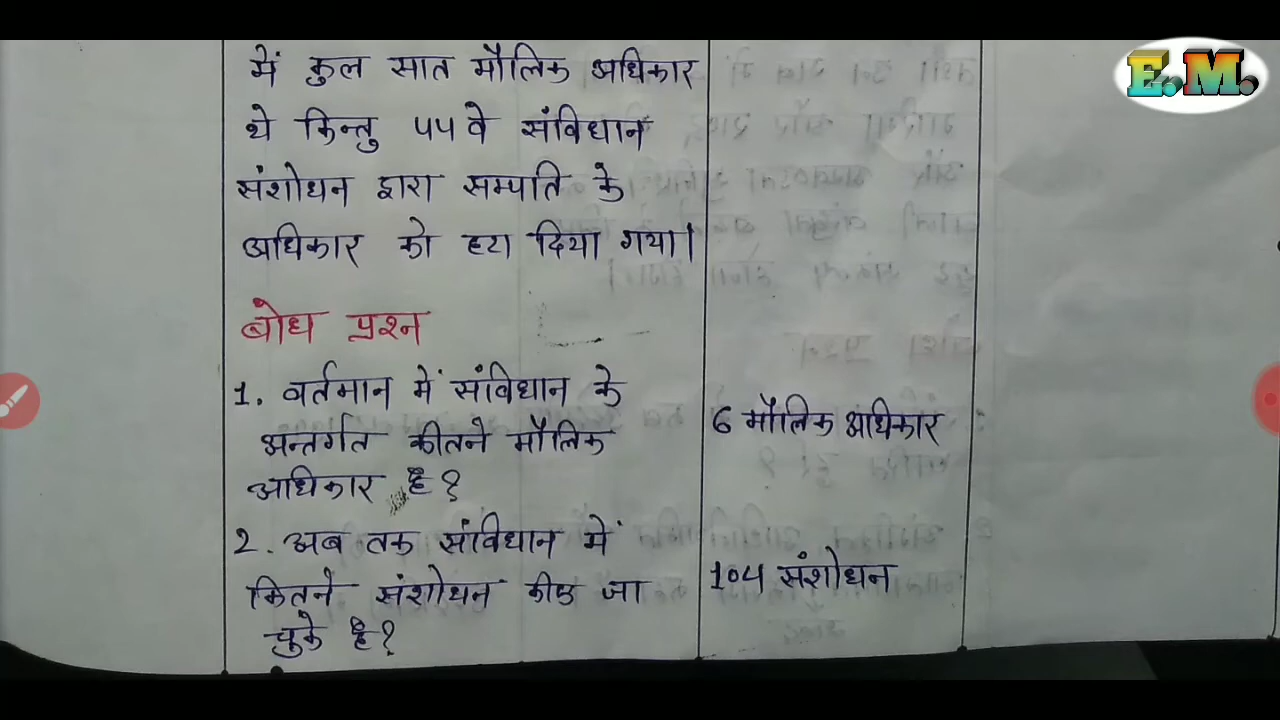 में कुल सात मौलिक अधिकार
थे किन्तु 44 वे संविधान
संशोधन द्वारा सम्पति के
अधिकार को हटा दिया गया।
बोध प्रश्न
1. वर्तमान में संविधान के
अन्तर्गत कीतने मौलिक
अधिकार है?
6 मौलिक अधिकार
2. अब तक संविधान में
कितने संशोधन कीए जा
चुके है?
104 संशोधन
E.M.